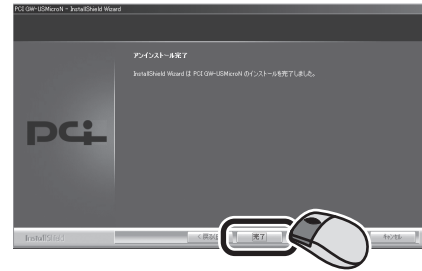 PCI GW-USMicroN - InstallShield Wizard
アンインストール完了
InstallShield Wizard は PCI GW-USMicroN のインストールを完了しました。
PCi
InstallShield
< 戻る(B)
完了
キャンセル